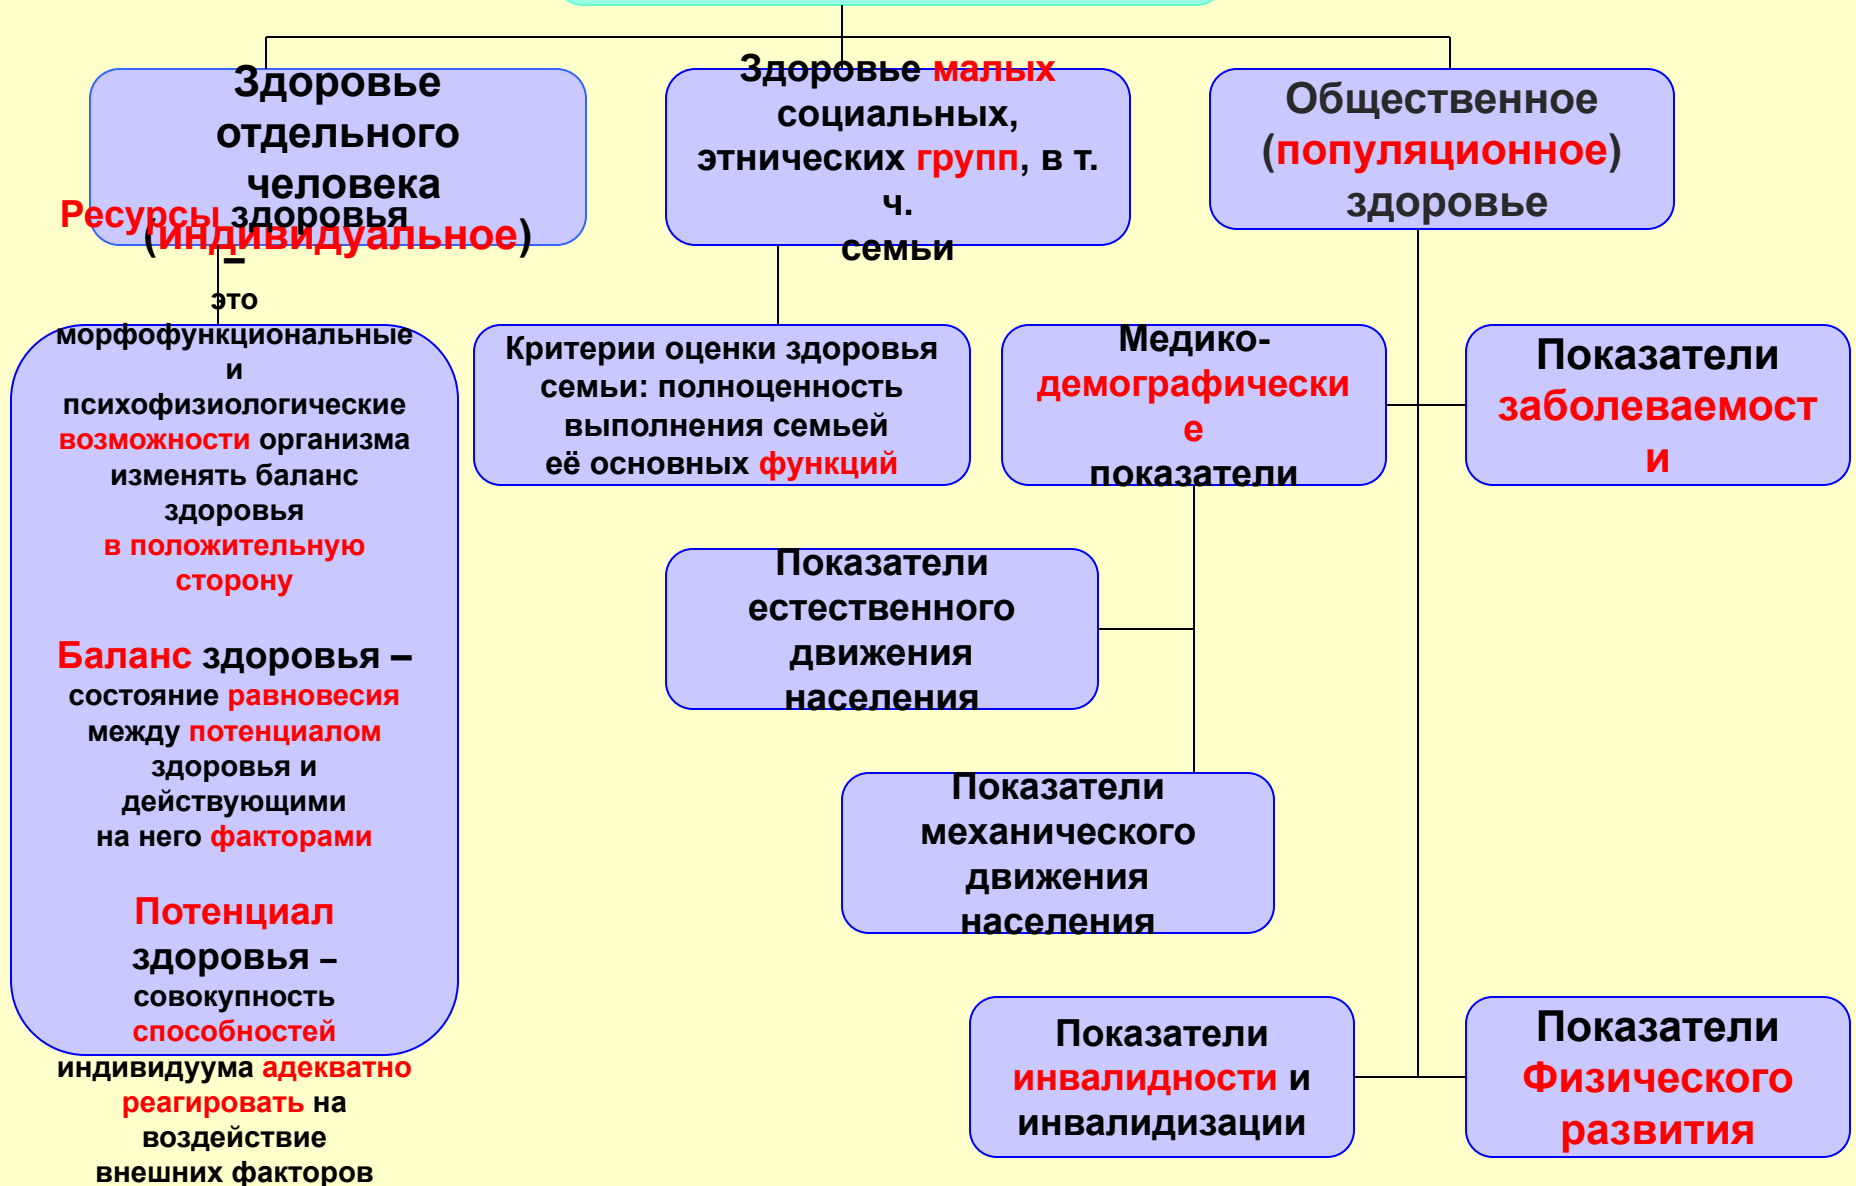 Здоровье
отдельного
человека
(индивидуальное)
Здоровье малых
социальных,
этнических групп, в т.
ч.
семьи
Общественное
(популяционное)
здоровье
Ресурсы здоровья
–
это
морфофункциональные
и
психофизиологические
возможности организма
изменять баланс
здоровья
в положительную
сторону
Баланс здоровья –
состояние равновесия
между потенциалом
здоровья и
действующими
на него факторами
Потенциал
здоровья –
совокупность
способностей
индивидуума адекватно
реагировать на
воздействие
внешних факторов
Критерии оценки здоровья
семьи: полноценность
выполнения семьей
её основных функций
Медико-
демографически
е
показатели
Показатели
заболеваемост
и
Показатели
естественного
движения
населения
Показатели
механического
движения
населения
Показатели
инвалидности и
инвалидизации
Показатели
Физического
развития